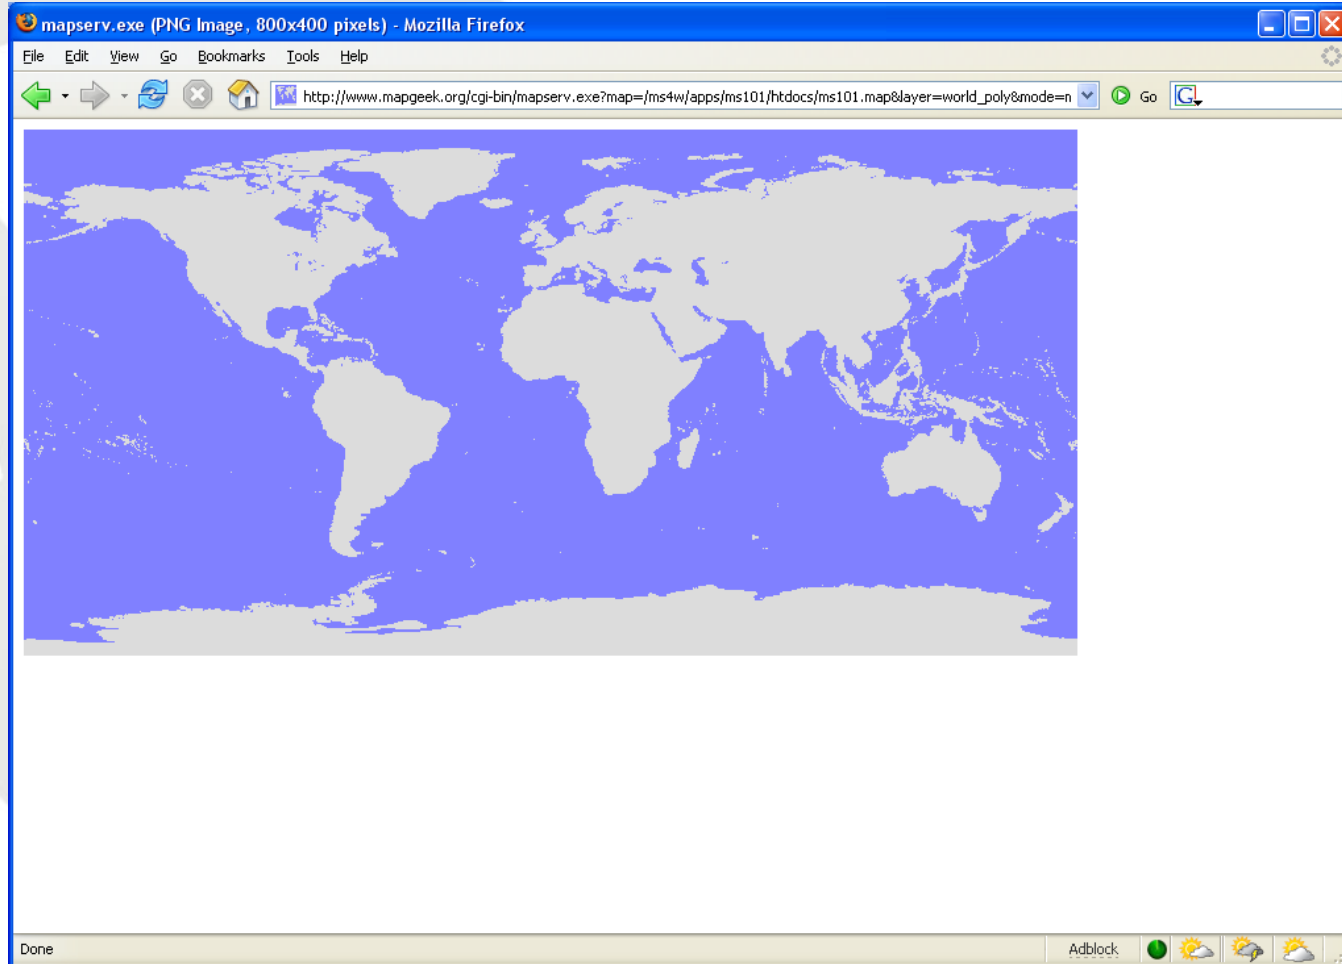 mapserv.exe (PNG Image, 800x400 pixels) - Mozilla Firefox
File Edit View Go Bookmarks Tools Help
http://www.mapgeek.org/cgi-bin/mapserv.exe?map=/ms4w/apps/ms101/htdocs/ms101.map&layer=world_poly&mode=n Go G
Done Adblock